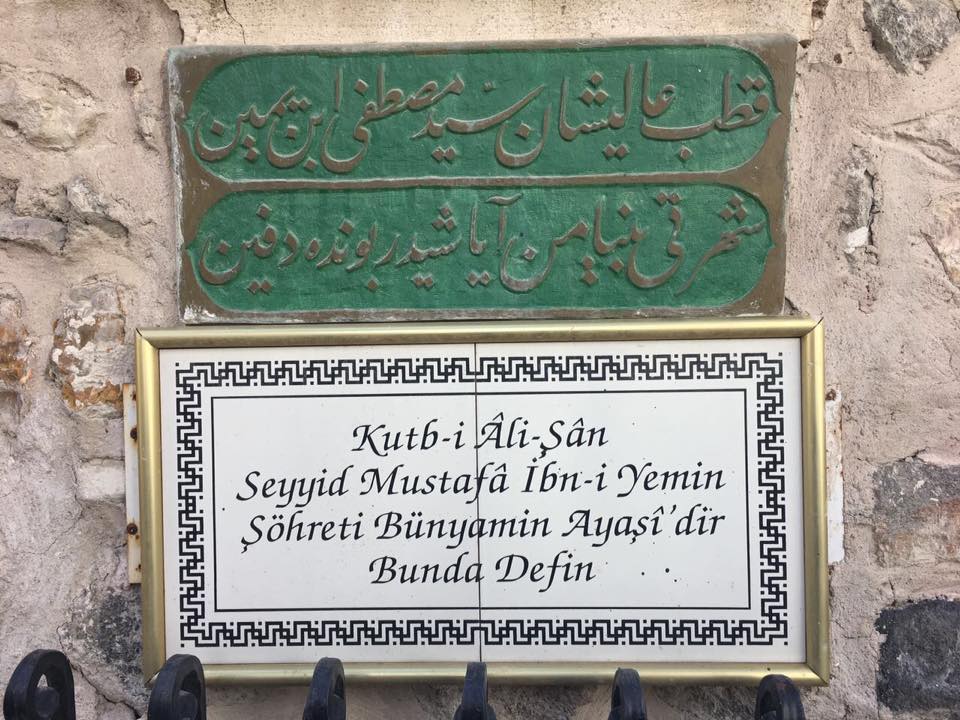 قطب عالیشان سید مصطفی ابن یمین
شهرتی بنیامن آیاشیدر بونده دفین
Kutb-i Âli-Şân
Seyyid Mustafâ İbn-i Yemin
Şöhreti Bünyamin Ayaşî'dir
Bunda Defin